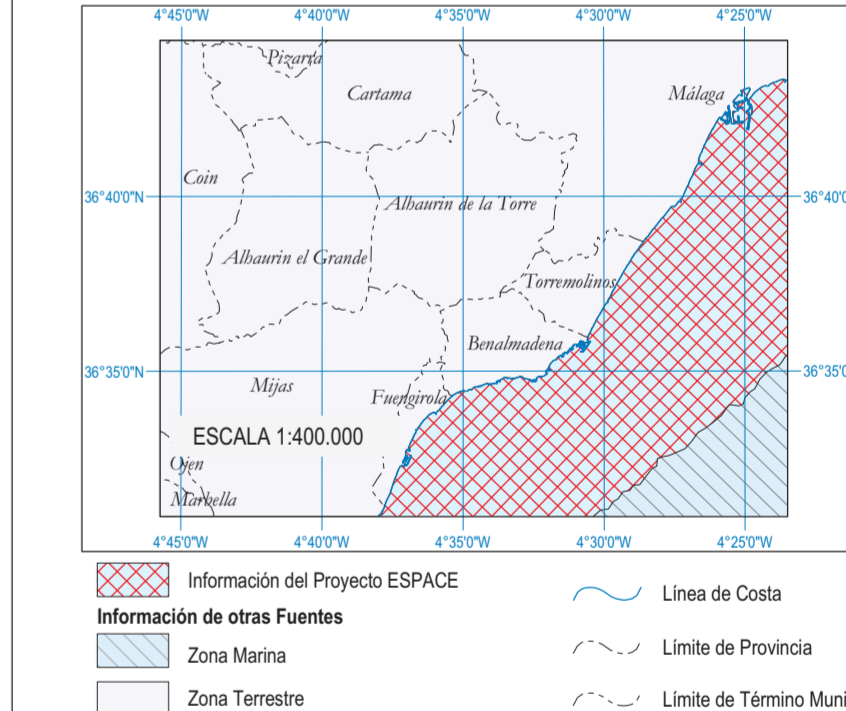 4°45'0"W 4°40'0"W 4°35'0"W 4°30'0"W 4°25'0"W
Pizarra
Cartama
Málaga
Coin
36°40'0"N
36°40'0
Alhaurin de la Torre
Alhaurin el Grande
Torremolinos
Benalmadena
36°35'0"N
36°35'0
Mijas
Fuengirola
ESCALA 1:400.000
Ojen
Marbella
4°45'0"W 4°40'0"W 4°35'0"W 4°30'0"W 4°25'0"W
Información del Proyecto ESPACE
Información de otras Fuentes
Zona Marina
Zona Terrestre
Línea de Costa
Límite de Provincia
Límite de Término Muni